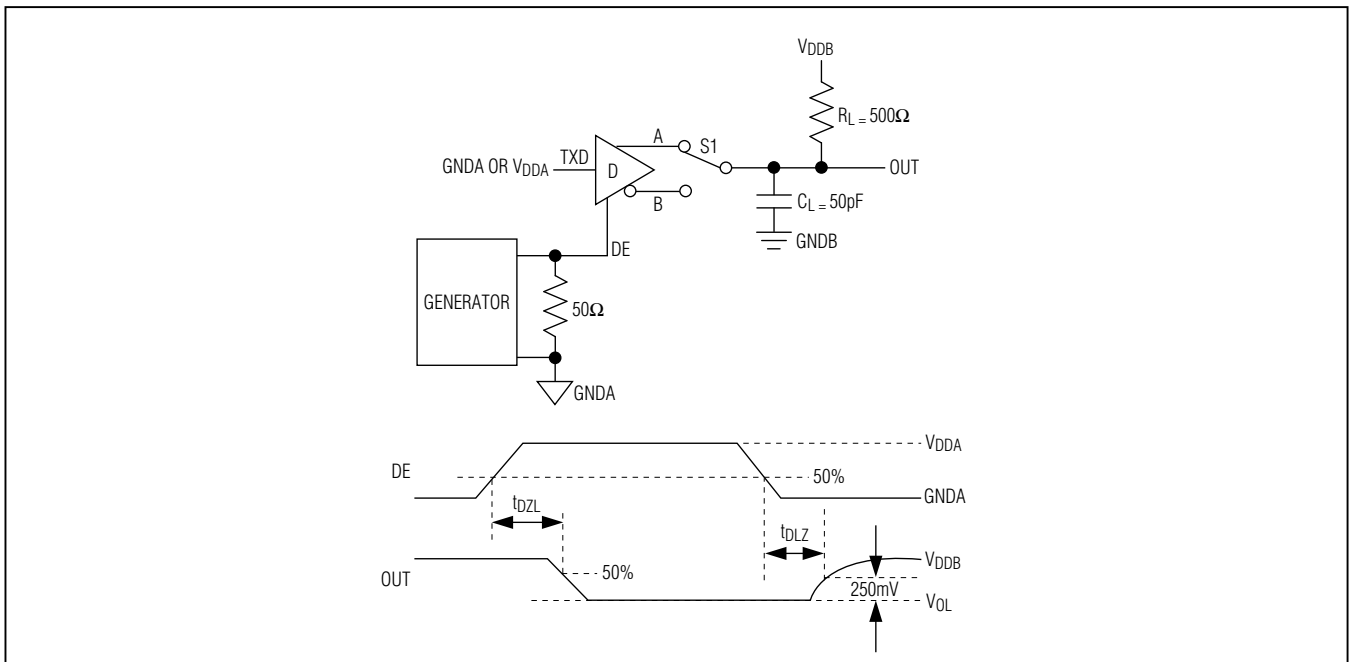 VDDB
RL = 500Ω
A
S1
GNDA OR VDDA
TXD
D
OUT
B
CL = 50pF
GNDB
DE
GENERATOR
50Ω
GNDA
VDDA
DE
50%
GNDA
tDZL
tDLZ
VDDB
OUT
50%
250mV
VOL